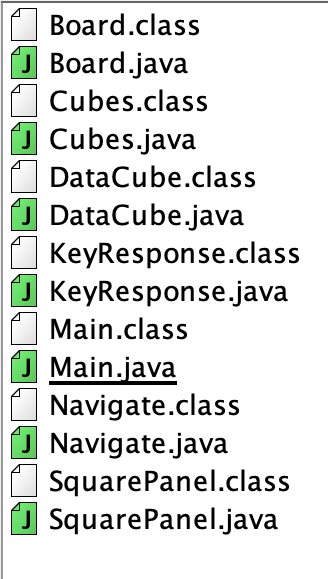 Board.class
J Board.java
Cubes.class
J Cubes.java
DataCube.class
J DataCube.java
KeyResponse.class
J KeyResponse.java
Main.class
J Main.java
Navigate.class
J Navigate.java
SquarePanel.class
J SquarePanel.java